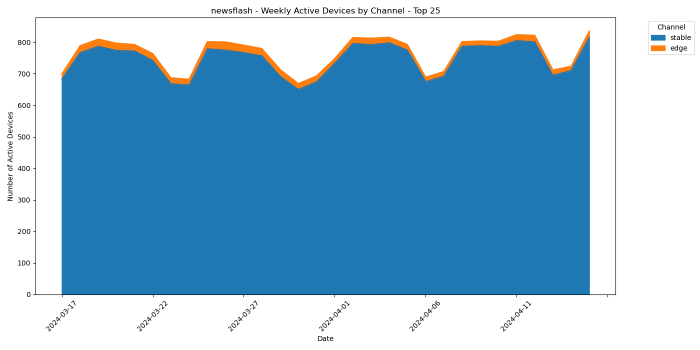 newsflash - Weekly Active Devices by Channel - Top 25
Channel
stable
edge
Number of Active Devices
800
700
600
500
400
300
200
100
0
2024-03-17
2024-03-22
2024-03-27
2024-04-01
2024-04-06
2024-04-11
Date